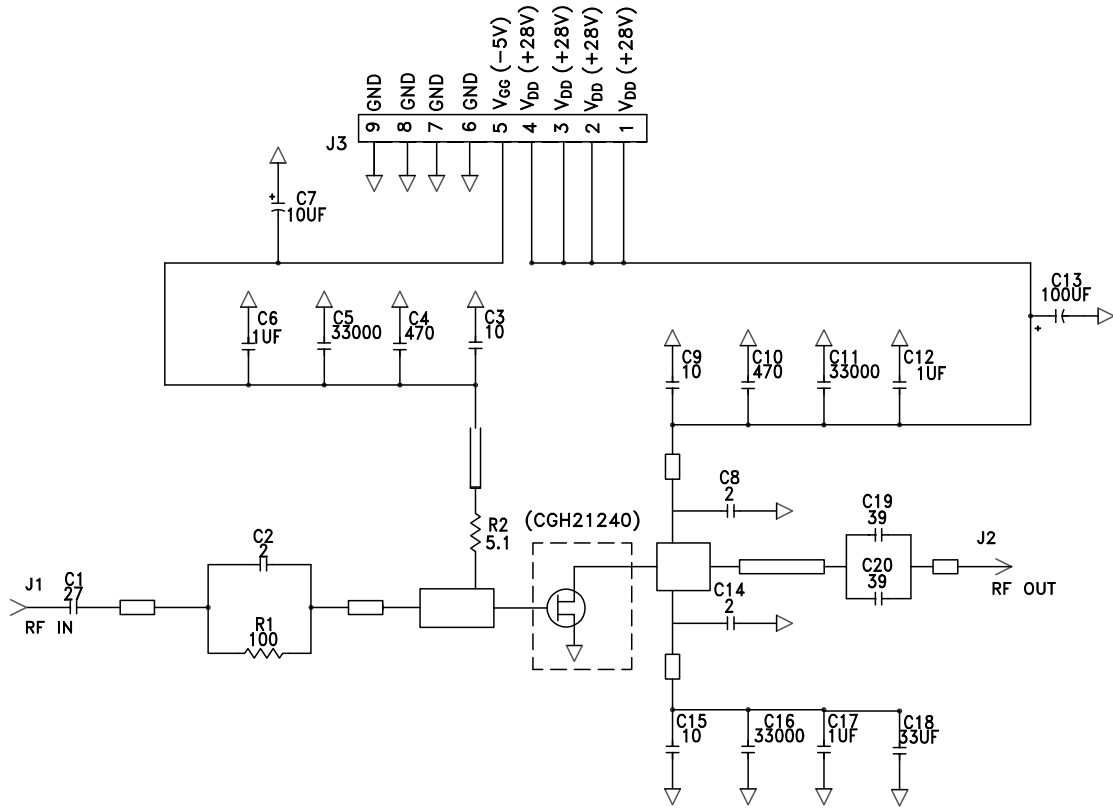 GND
GND
GND
GND
VGG (-5V)
VDD (+28V)
VDD (+28V)
VDD (+28V)
VDD (+28V)
J3
9
8
7
6
5
4
3
2
1
+
C7
10UF
C6
1UF
C5
33000
C4
470
C3
10
C13
100UF
+
C9
10
C10
470
C11
33000
C12
1UF
C8
2
R2
5.1
(CGH21240)
C19
39
C20
39
J2
RF OUT
C2
2
J1
C1
27
RF IN
R1
100
C14
2
C15
10
C16
33000
C17
1UF
C18
33UF